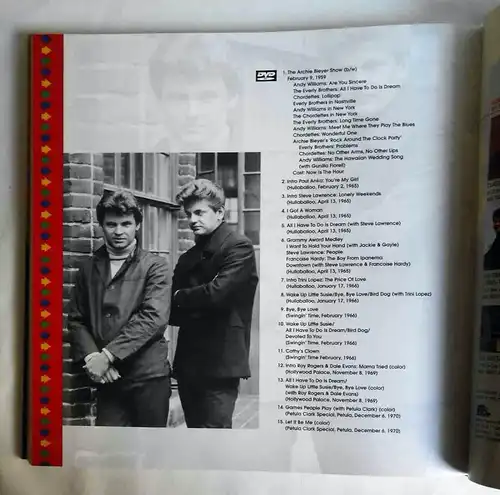 DVD
1. The Archie Bleyer Show (b/w)
February 9, 1959
Andy Williams: Are You Sincere
The Everly Brothers: All I Have To Do Is Dream
Chordettes: Lollipop
Everly Brothers in Nashville
Andy Williams in New York
The Chordettes in New York
The Everly Brothers: Long Time Gone
Andy Williams: Meet Me Where They Play The Blues
Chordettes: Wonderful One
Archie Bleyer's 'Rock Around The Clock Party'
Everly Brothers: Problems
Chordettes: No Other Arms, No Other Lips
Andy Williams: The Hawaiian Wedding Song
Cast: Now Is The Hour
2. Intro Paul Anka: You're My Girl
(Hullabaloo, February 2, 1965)
3. Intro Steve Lawrence: Lonely Weekends
(Hullabaloo, April 13, 1965)
4. I Got A Woman
(Hullabaloo, April 13, 1965)
5. All I Have To Do Is Dream (with Steve Lawrence)
(Hullabaloo, April 13, 1965)
6. Grammy Award Medley
I Want To Hold Your Hand (with Jackie & Gayle)
Steve Lawrence: People
Francoise Hardy: The Boy From Ipanema
Downtown (with Steve Lawrence & Francoise Hardy)
(Hullabaloo, April 13, 1965)
7. Intro Trini Lopez: The Price Of Love
(Hullabaloo, January 17, 1966)
8. Wake Up Little Susie/Bye, Bye Love/Bird Dog (with Trini Lopez)
(Hullabaloo, January 17, 1966)
9. Bye, Bye Love
(Swingin' Time, February 1966)
10. Wake Up Little Susie/
All I Have To Do Is Dream/Bird Dog/
Devoted To You
(Swingin' Time, February 1966)
11. Cathy's Clown
(Swingin' Time, February 1966)
12. Intro Roy Rogers & Dale Evans: Mama Tried (color)
(Hollywood Palace, November 8, 1969)
13. All I Have To Do Is Dream/
Wake Up Little Susie/Bye, Bye Love (color)
(with Roy Rogers & Dale Evans)
(Hollywood Palace, November 8, 1969)
14. Games People Play (with Petula Clark) (color)
(Petula Clark Special, Petula, December 6, 1970)
15. Let It Be Me (color)
(Petula Clark Special, Petula, December 6, 1970)